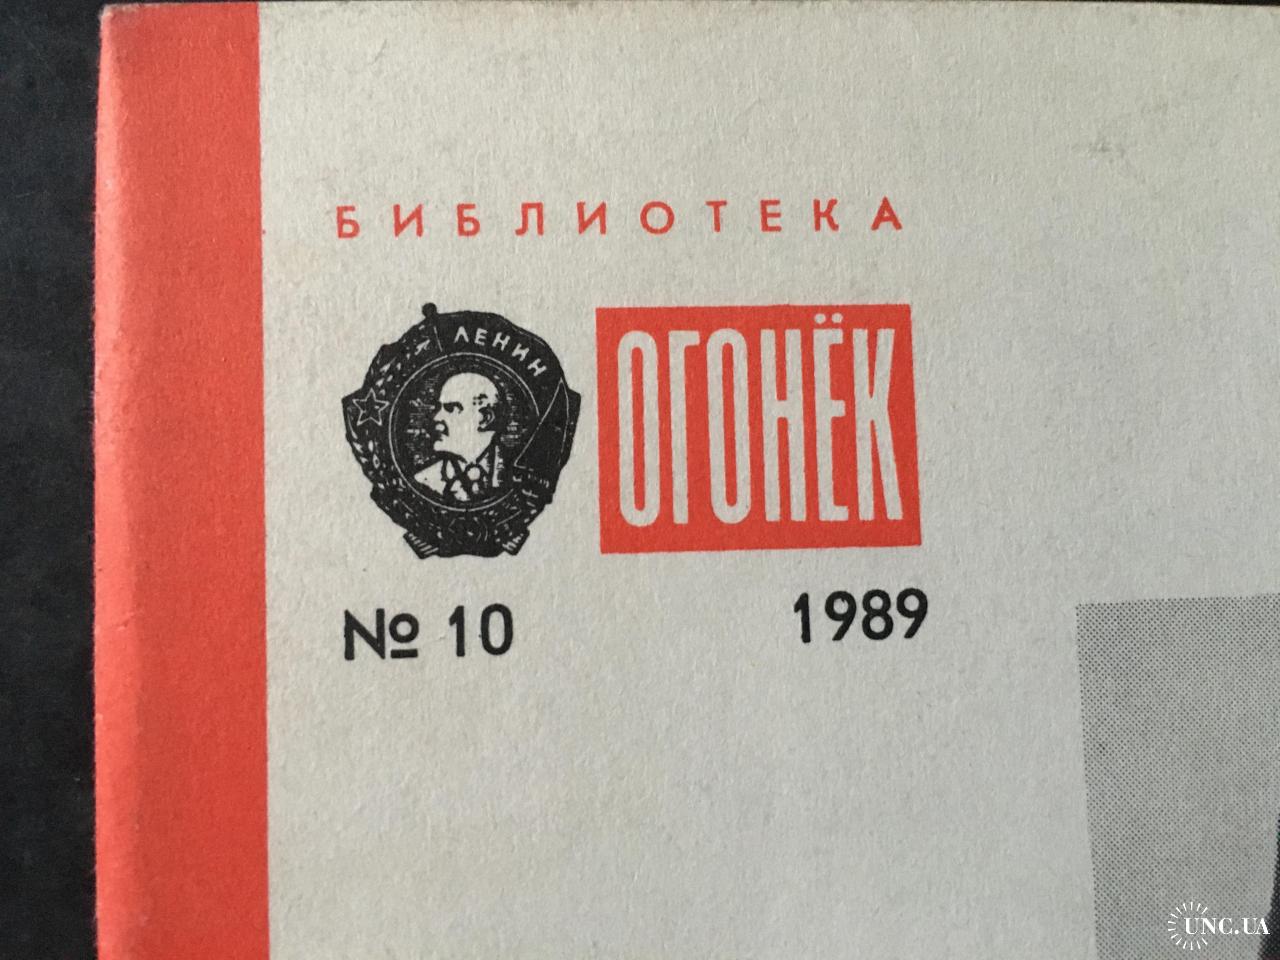 БИБЛИОТЕКА
ЛЕНИН
ОГОНЁК
№ 10
1989
UNC.UA